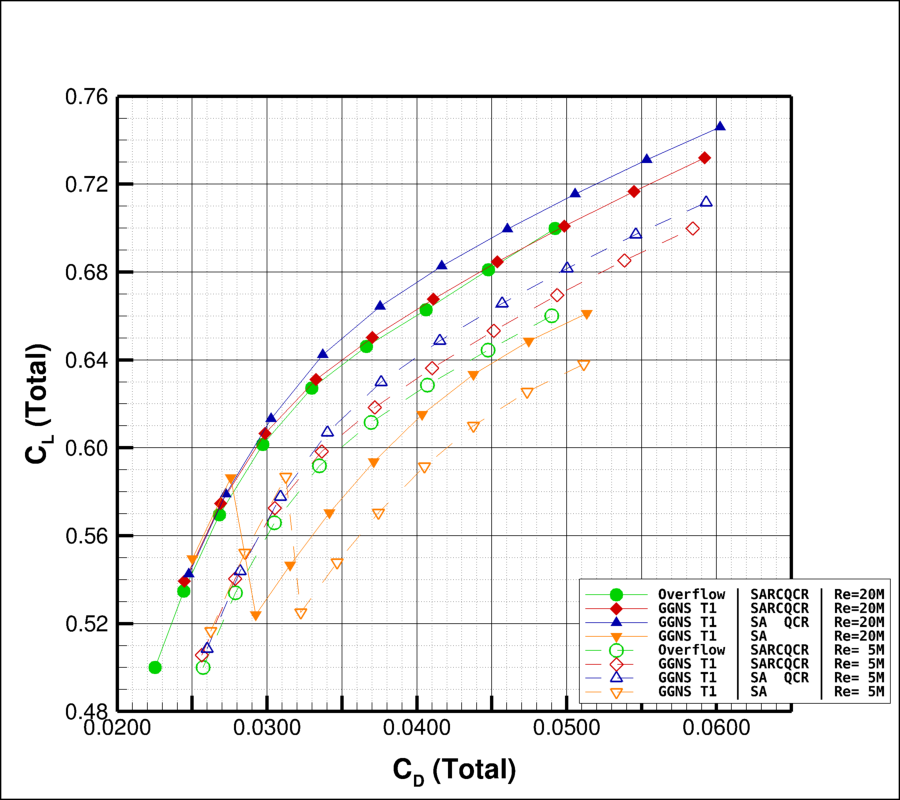 0.76
0.72
0.68
0.64
0.60
0.56
0.52
0.48
C_L (Total)
0.0200 0.0300 0.0400 0.0500 0.0600
C_D (Total)
Overflow | SARCQCR | Re=20M
GGNS T1 | SARCQCR | Re=20M
GGNS T1 | SA QCR | Re=20M
GGNS T1 | SA | Re=20M
Overflow | SARCQCR | Re= 5M
GGNS T1 | SARCQCR | Re= 5M
GGNS T1 | SA QCR | Re= 5M
GGNS T1 | SA | Re= 5M